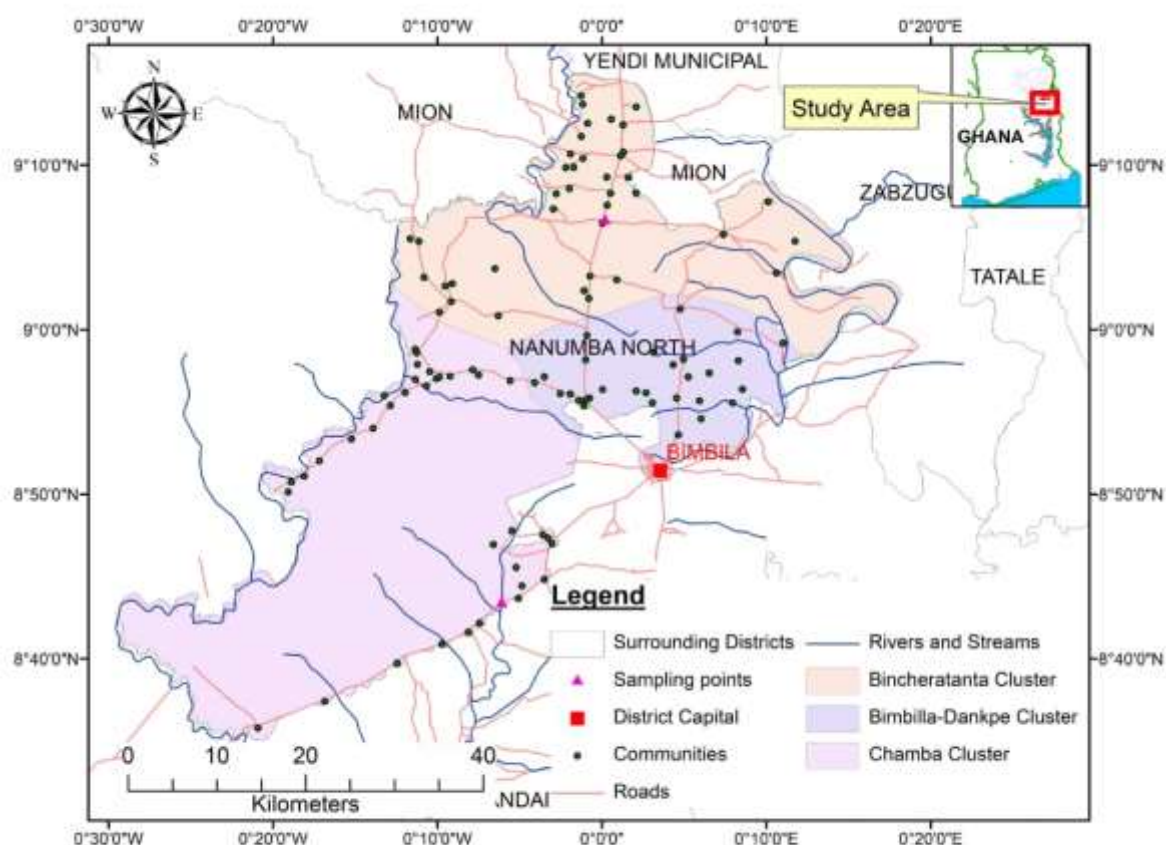 0°30'0"W 0°20'0"W 0°10'0"W 0°0'0" 0°10'0"E 0°20'0"E
N
W E
S
YENDI MUNICIPAL
MION
Study Area
GHANA
9°10'0"N 9°10'0"N
MION
ZABZUGU
TATALE
9°0'0"N 9°0'0"N
NANUMBA NORTH
BIMBILA
8°50'0"N 8°50'0"N
Legend
Surrounding Districts
Sampling points
District Capital
Communities
Roads
Rivers and Streams
Bincheratanta Cluster
Bimbilla-Dankpe Cluster
Chamba Cluster
8°40'0"N 8°40'0"N
0 10 20 40
Kilometers
NDAI
0°30'0"W 0°20'0"W 0°10'0"W 0°0'0" 0°10'0"E 0°20'0"E